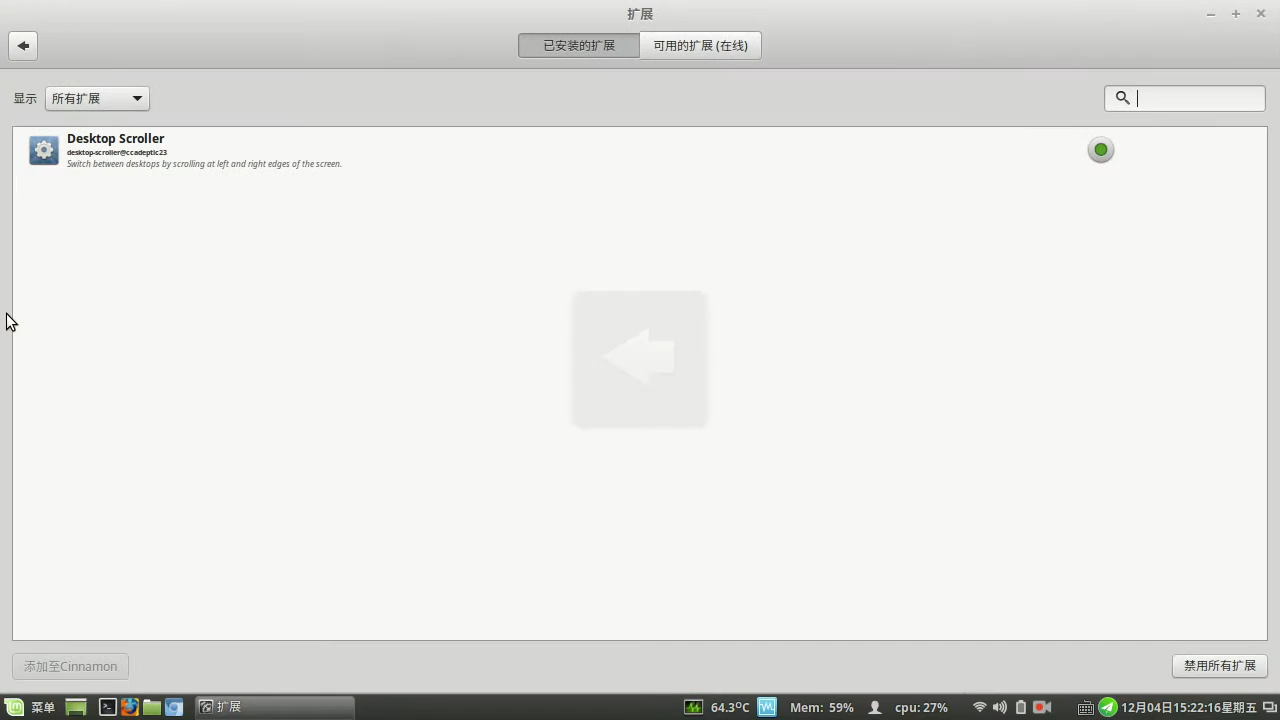 扩展
已安装的扩展
可用的扩展 (在线)
显示
所有扩展
Desktop Scroller
desktop-scroller@ccadeptic23
Switch between desktops by scrolling at left and right edges of the screen.
添加至Cinnamon
禁用所有扩展
菜单
扩展
64.3°C
Mem: 59%
cpu: 27%
12月04日15:22:16星期五